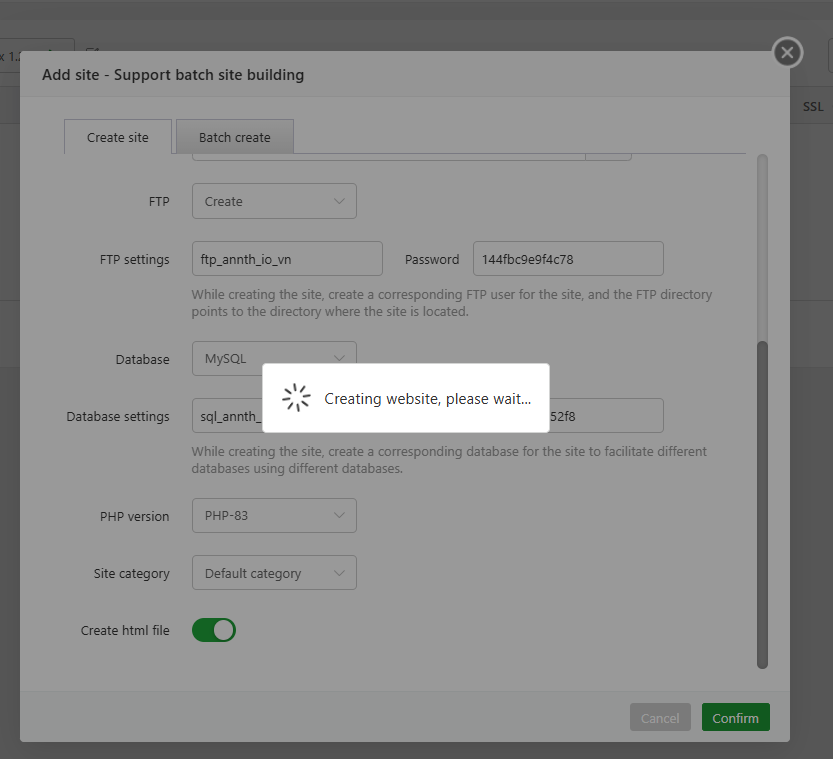 x 1.
Add site - Support batch site building
SSL
Create site
Batch create
FTP
Create
FTP settings
ftp_annth_io_vn
Password
144fbc9e9f4c78
While creating the site, create a corresponding FTP user for the site, and the FTP directory
points to the directory where the site is located.
Database
MySQL
Creating website, please wait...
Database settings
sql_annth_
52f8
While creating the site, create a corresponding database for the site to facilitate different
databases using different databases.
PHP version
PHP-83
Site category
Default category
Create html file
Cancel
Confirm